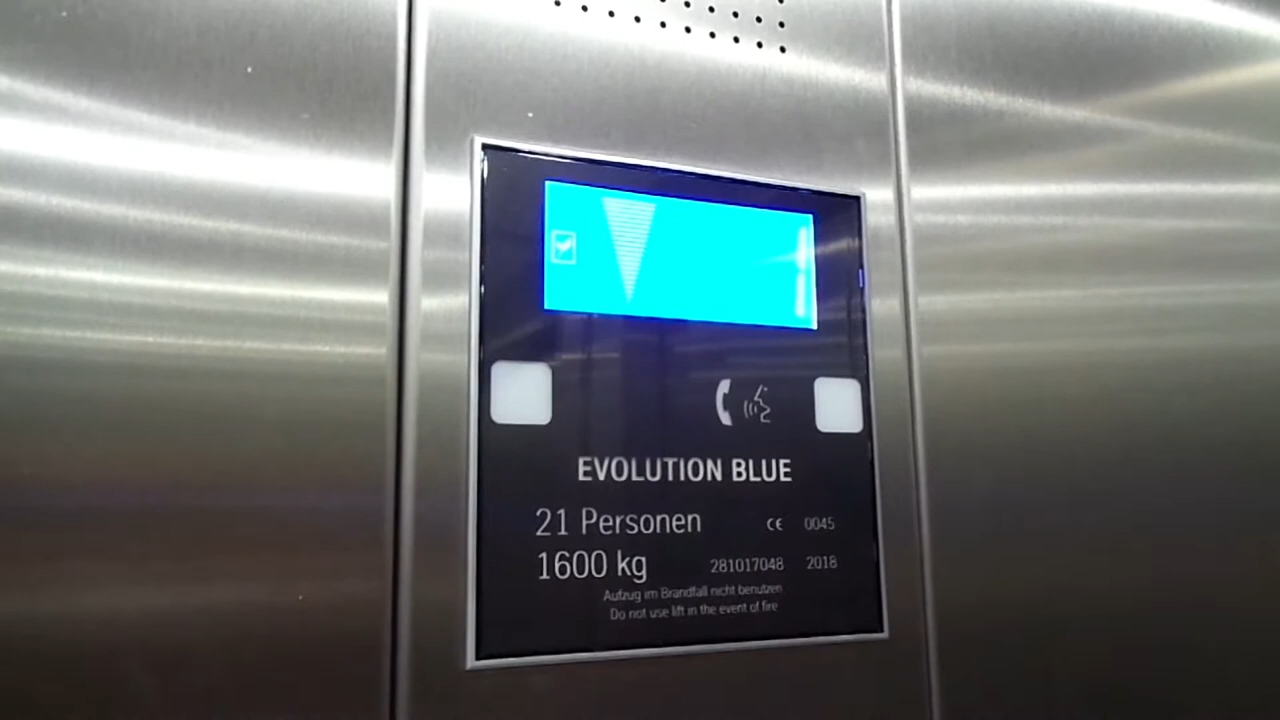 EVOLUTION BLUE
21 Personen CE 0045
1600 kg 281017048 2018
Aufzug im Brandfall nicht benutzen
Do not use lift in the event of fire